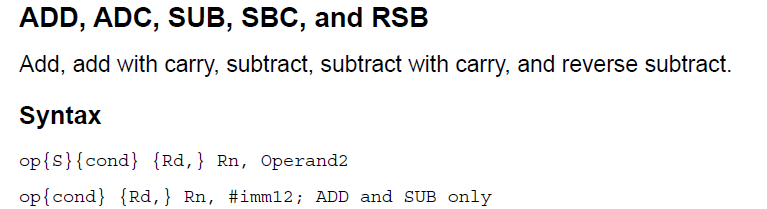 ADD, ADC, SUB, SBC, and RSB
Add, add with carry, subtract, subtract with carry, and reverse subtract.
Syntax
op{S}{cond} {Rd,} Rn, Operand2
op{cond} {Rd,} Rn, #imm12; ADD and SUB only